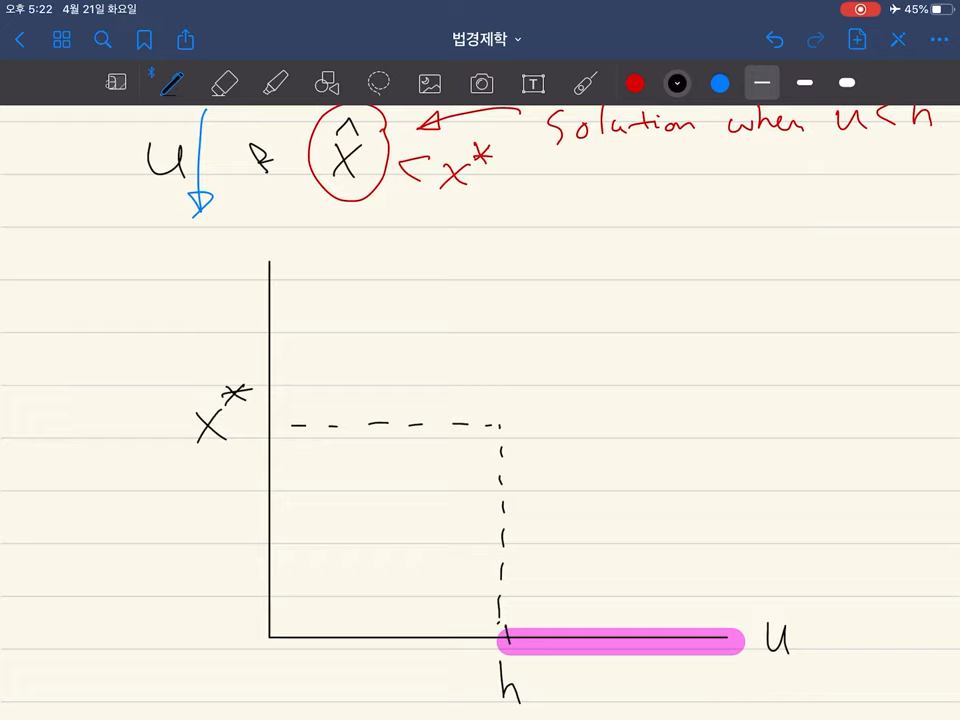 오후 5:22 4월 21일 화요일 45%
법경제학
T
Solution when u < h
u & x̂ < x*
x*
u
h